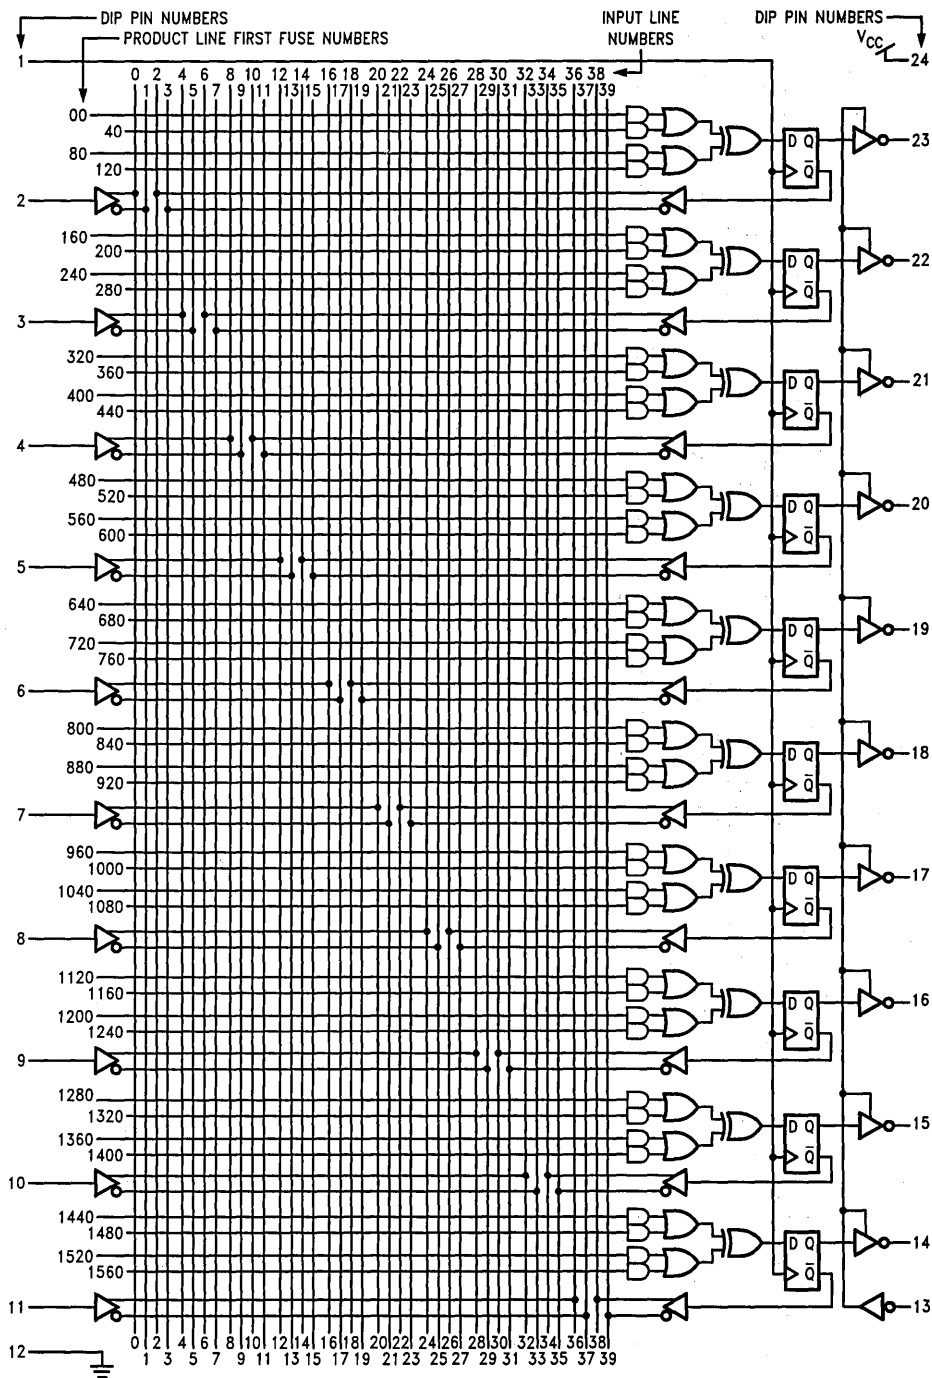 DIP PIN NUMBERS INPUT LINE DIP PIN NUMBERS
PRODUCT LINE FIRST FUSE NUMBERS NUMBERS VCC
1 24
0 2 4 6 8 10 12 14 16 18 20 22 24 26 28 30 32 34 36 38
1 3 5 7 9 11 13 15 17 19 21 23 25 27 29 31 33 35 37 39
00
40
D Q 23
80
120
Q̅
2
160
200
D Q 22
240
280
Q̅
3
320
360
D Q 21
400
440
Q̅
4
480
520
D Q 20
560
600
Q̅
5
640
680
D Q 19
720
760
Q̅
6
800
840
D Q 18
880
920
Q̅
7
960
1000
D Q 17
1040
1080
Q̅
8
1120
1160
D Q 16
1200
1240
Q̅
9
1280
1320
D Q 15
1360
1400
Q̅
10
1440
1480
D Q 14
1520
1560
Q̅
11 13
0 2 4 6 8 10 12 14 16 18 20 22 24 26 28 30 32 34 36 38
12
1 3 5 7 9 11 13 15 17 19 21 23 25 27 29 31 33 35 37 39